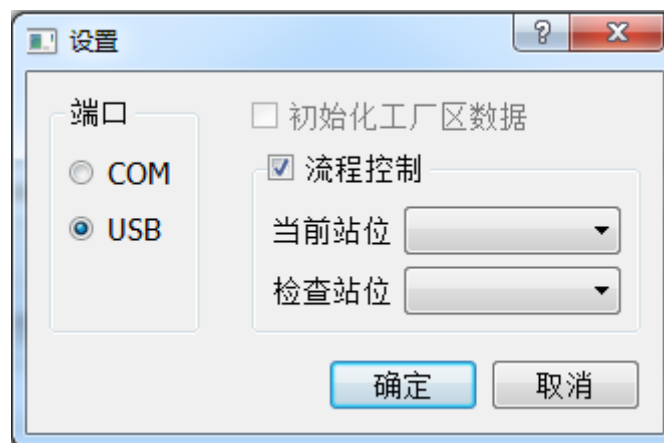 设置
端口
COM
USB
初始化工厂区数据
流程控制
当前站位
检查站位
确定
取消